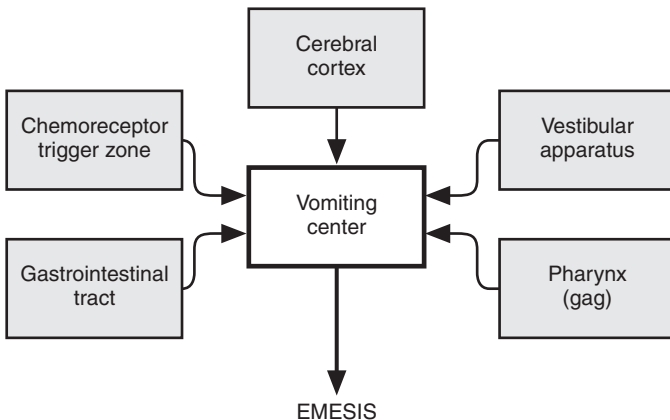 Cerebral
cortex
Chemoreceptor
trigger zone
Vestibular
apparatus
Vomiting
center
Gastrointestinal
tract
Pharynx
(gag)
EMESIS